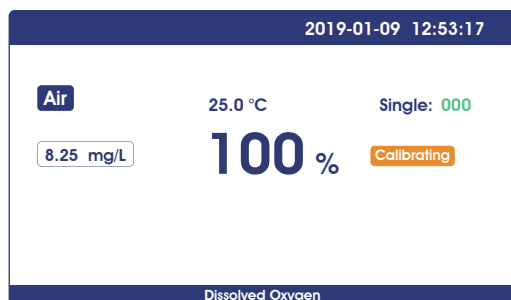 2019-01-09 12:53:17
Air
25.0 °C
Single: 000
8.25 mg/L
100 %
Calibrating
Dissolved Oxygen